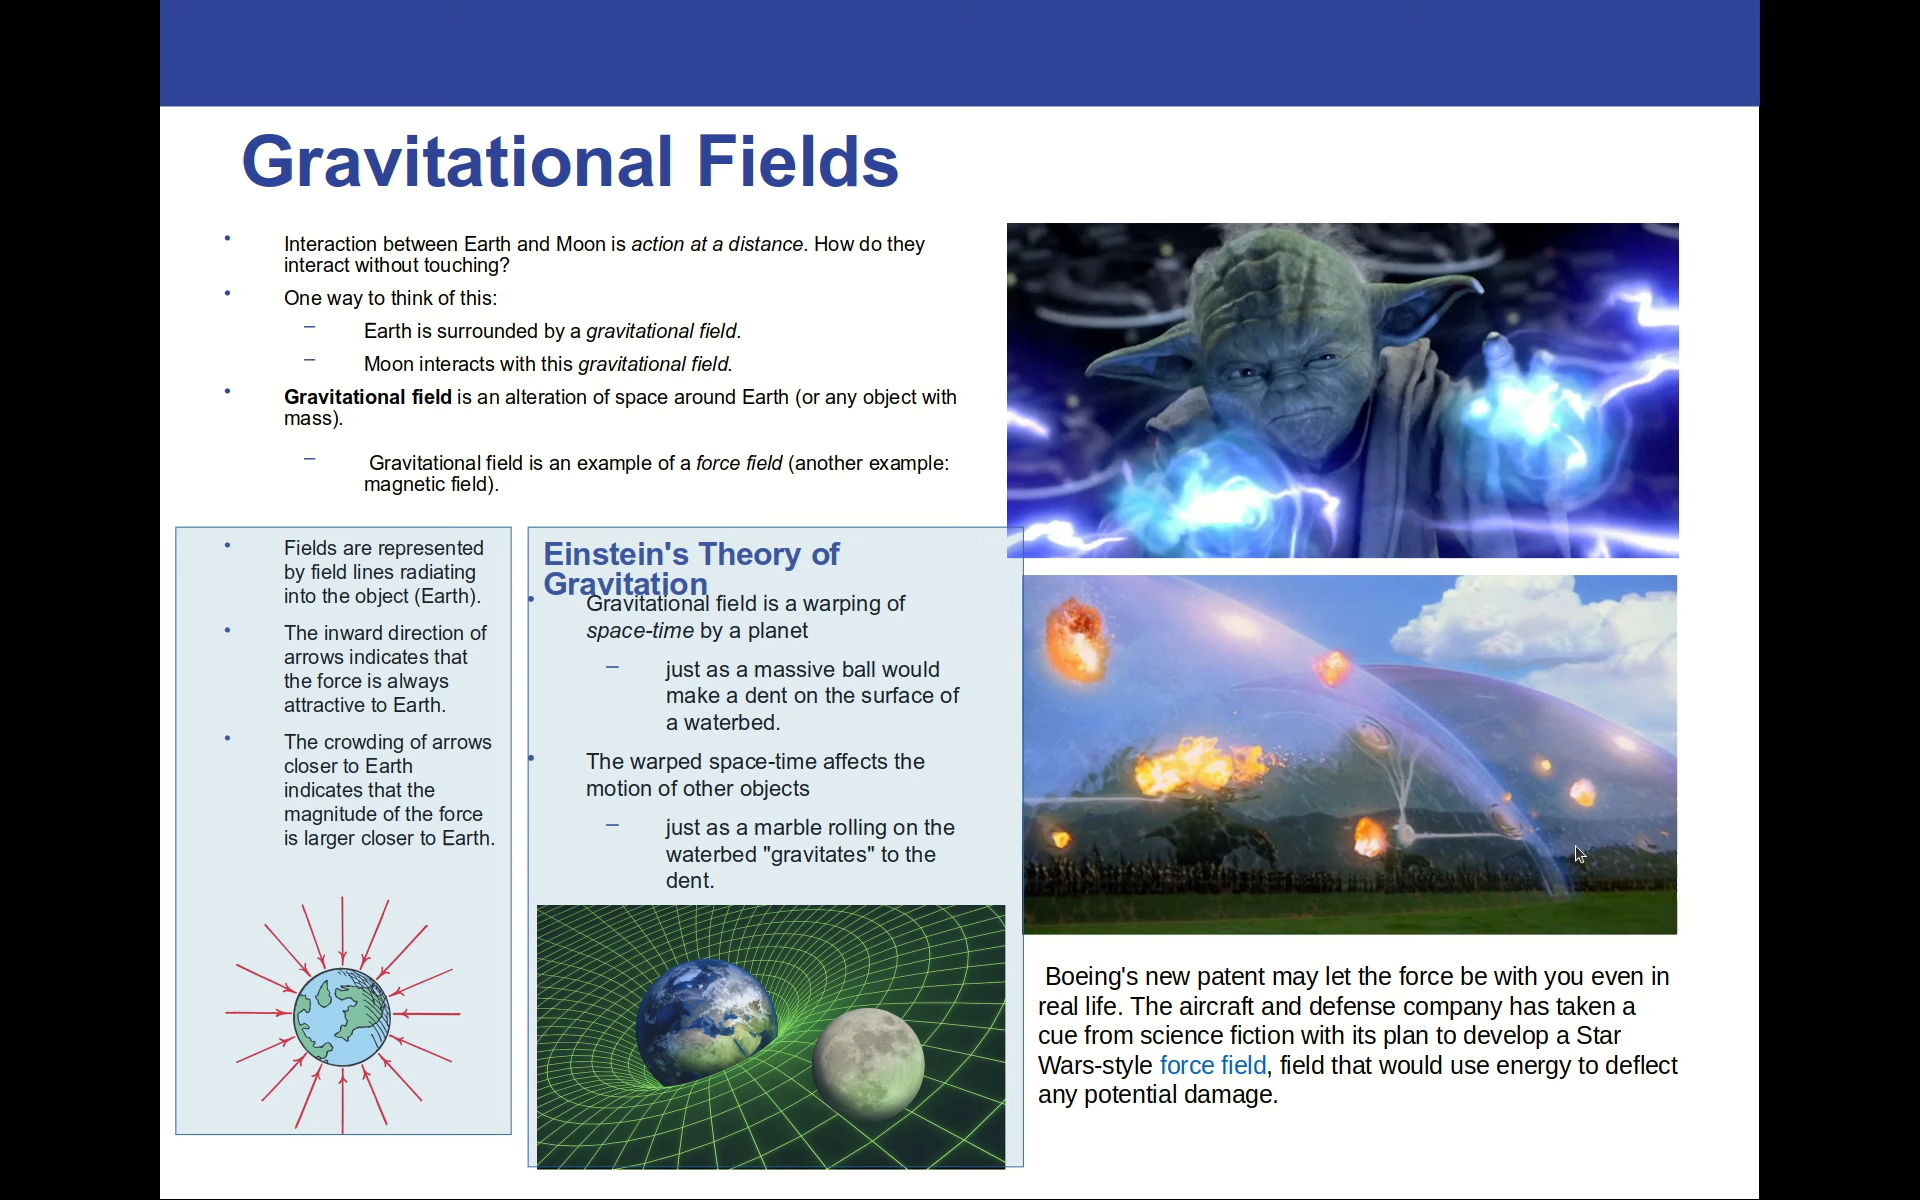 Gravitational Fields
• Interaction between Earth and Moon is action at a distance. How do they
interact without touching?
• One way to think of this:
– Earth is surrounded by a gravitational field.
– Moon interacts with this gravitational field.
• Gravitational field is an alteration of space around Earth (or any object with
mass).
– Gravitational field is an example of a force field (another example:
magnetic field).
• Fields are represented
by field lines radiating
into the object (Earth).
• The inward direction of
arrows indicates that
the force is always
attractive to Earth.
• The crowding of arrows
closer to Earth
indicates that the
magnitude of the force
is larger closer to Earth.
Einstein's Theory of
Gravitation
• Gravitational field is a warping of
space-time by a planet
– just as a massive ball would
make a dent on the surface of
a waterbed.
• The warped space-time affects the
motion of other objects
– just as a marble rolling on the
waterbed "gravitates" to the
dent.
Boeing's new patent may let the force be with you even in
real life. The aircraft and defense company has taken a
cue from science fiction with its plan to develop a Star
Wars-style force field, field that would use energy to deflect
any potential damage.